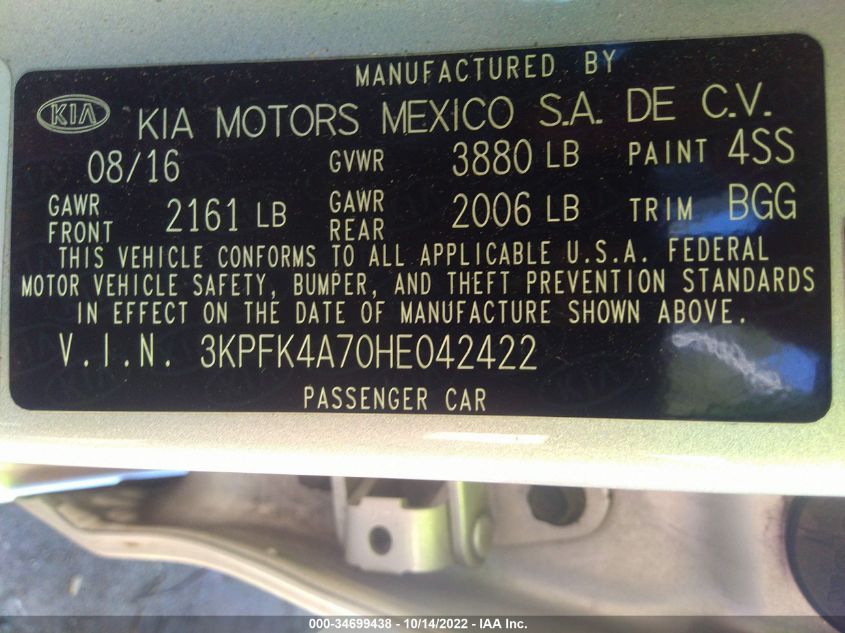 MANUFACTURED BY
KIA KIA MOTORS MEXICO S.A. DE C.V.
08/16 GVWR 3880 LB PAINT 4SS
GAWR FRONT 2161 LB GAWR REAR 2006 LB TRIM BGG
THIS VEHICLE CONFORMS TO ALL APPLICABLE U.S.A. FEDERAL
MOTOR VEHICLE SAFETY, BUMPER, AND THEFT PREVENTION STANDARDS
IN EFFECT ON THE DATE OF MANUFACTURE SHOWN ABOVE.
V.I.N. 3KPFK4A70HE042422
PASSENGER CAR
000-34699438 - 10/14/2022 - IAA Inc.